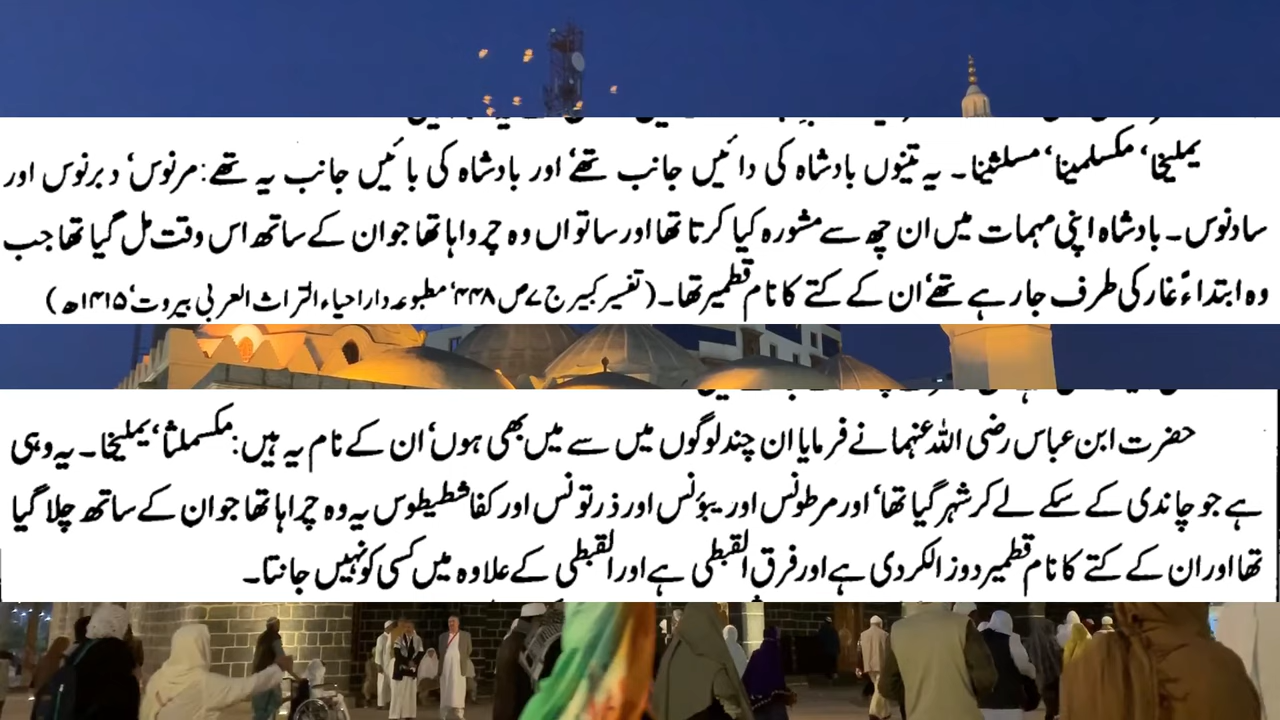 یملیخا، مکسلمینا، مسلثینا۔ یہ تینوں بادشاہ کی دائیں جانب تھے، اور بادشاہ کی بائیں جانب یہ تھے: مرنوس، دبرنوس اور
سادنوس۔ بادشاہ اپنی مہمات میں ان چھ سے مشورہ کیا کرتا تھا اور ساتواں وہ چرواہا تھا جو ان کے ساتھ اس وقت مل گیا تھا جب
وہ ابتداءً غار کی طرف جا رہے تھے، ان کے کتے کا نام قطمیر تھا۔ (تفسیر کبیر ج ۷ ص ۴۴۸، مطبوعہ دار احیاء التراث العربی بیروت، ۱۴۱۵ھ)
حضرت ابن عباس رضی اللہ عنہما نے فرمایا ان چند لوگوں میں سے میں بھی ہوں، ان کے نام یہ ہیں: مکسملثا، یملیخا۔ یہ وہی
ہے جو چاندی کے سکے لے کر شہر گیا تھا، اور مرطونس اور یبؤنس اور ذرتونس اور کفاشطیطوس یہ وہ چراہا تھا جو ان کے ساتھ چلا گیا
تھا اور ان کے کتے کا نام قطمیر دوز الکردی ہے اور فرق القبطی ہے اور القبطی کے علاوہ میں کسی کو نہیں جانتا۔